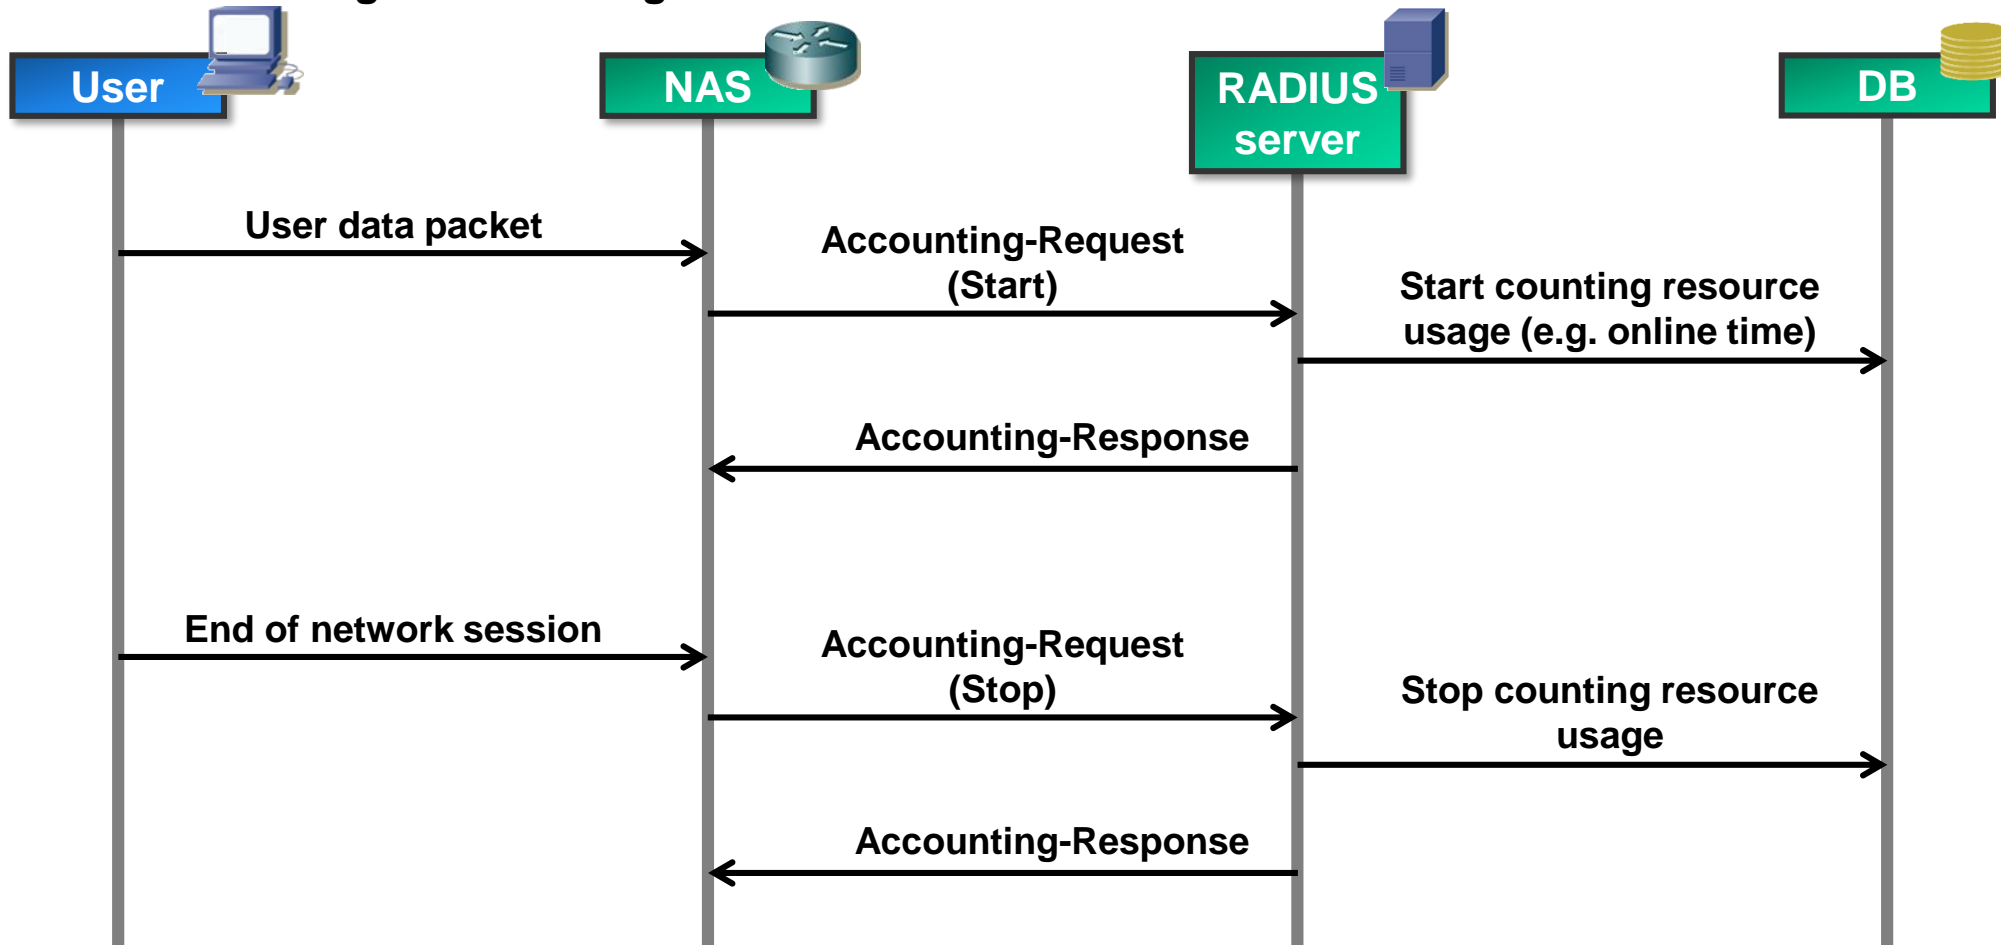 User
NAS
RADIUS
server
DB
User data packet
Accounting-Request
(Start)
Start counting resource
usage (e.g. online time)
Accounting-Response
End of network session
Accounting-Request
(Stop)
Stop counting resource
usage
Accounting-Response